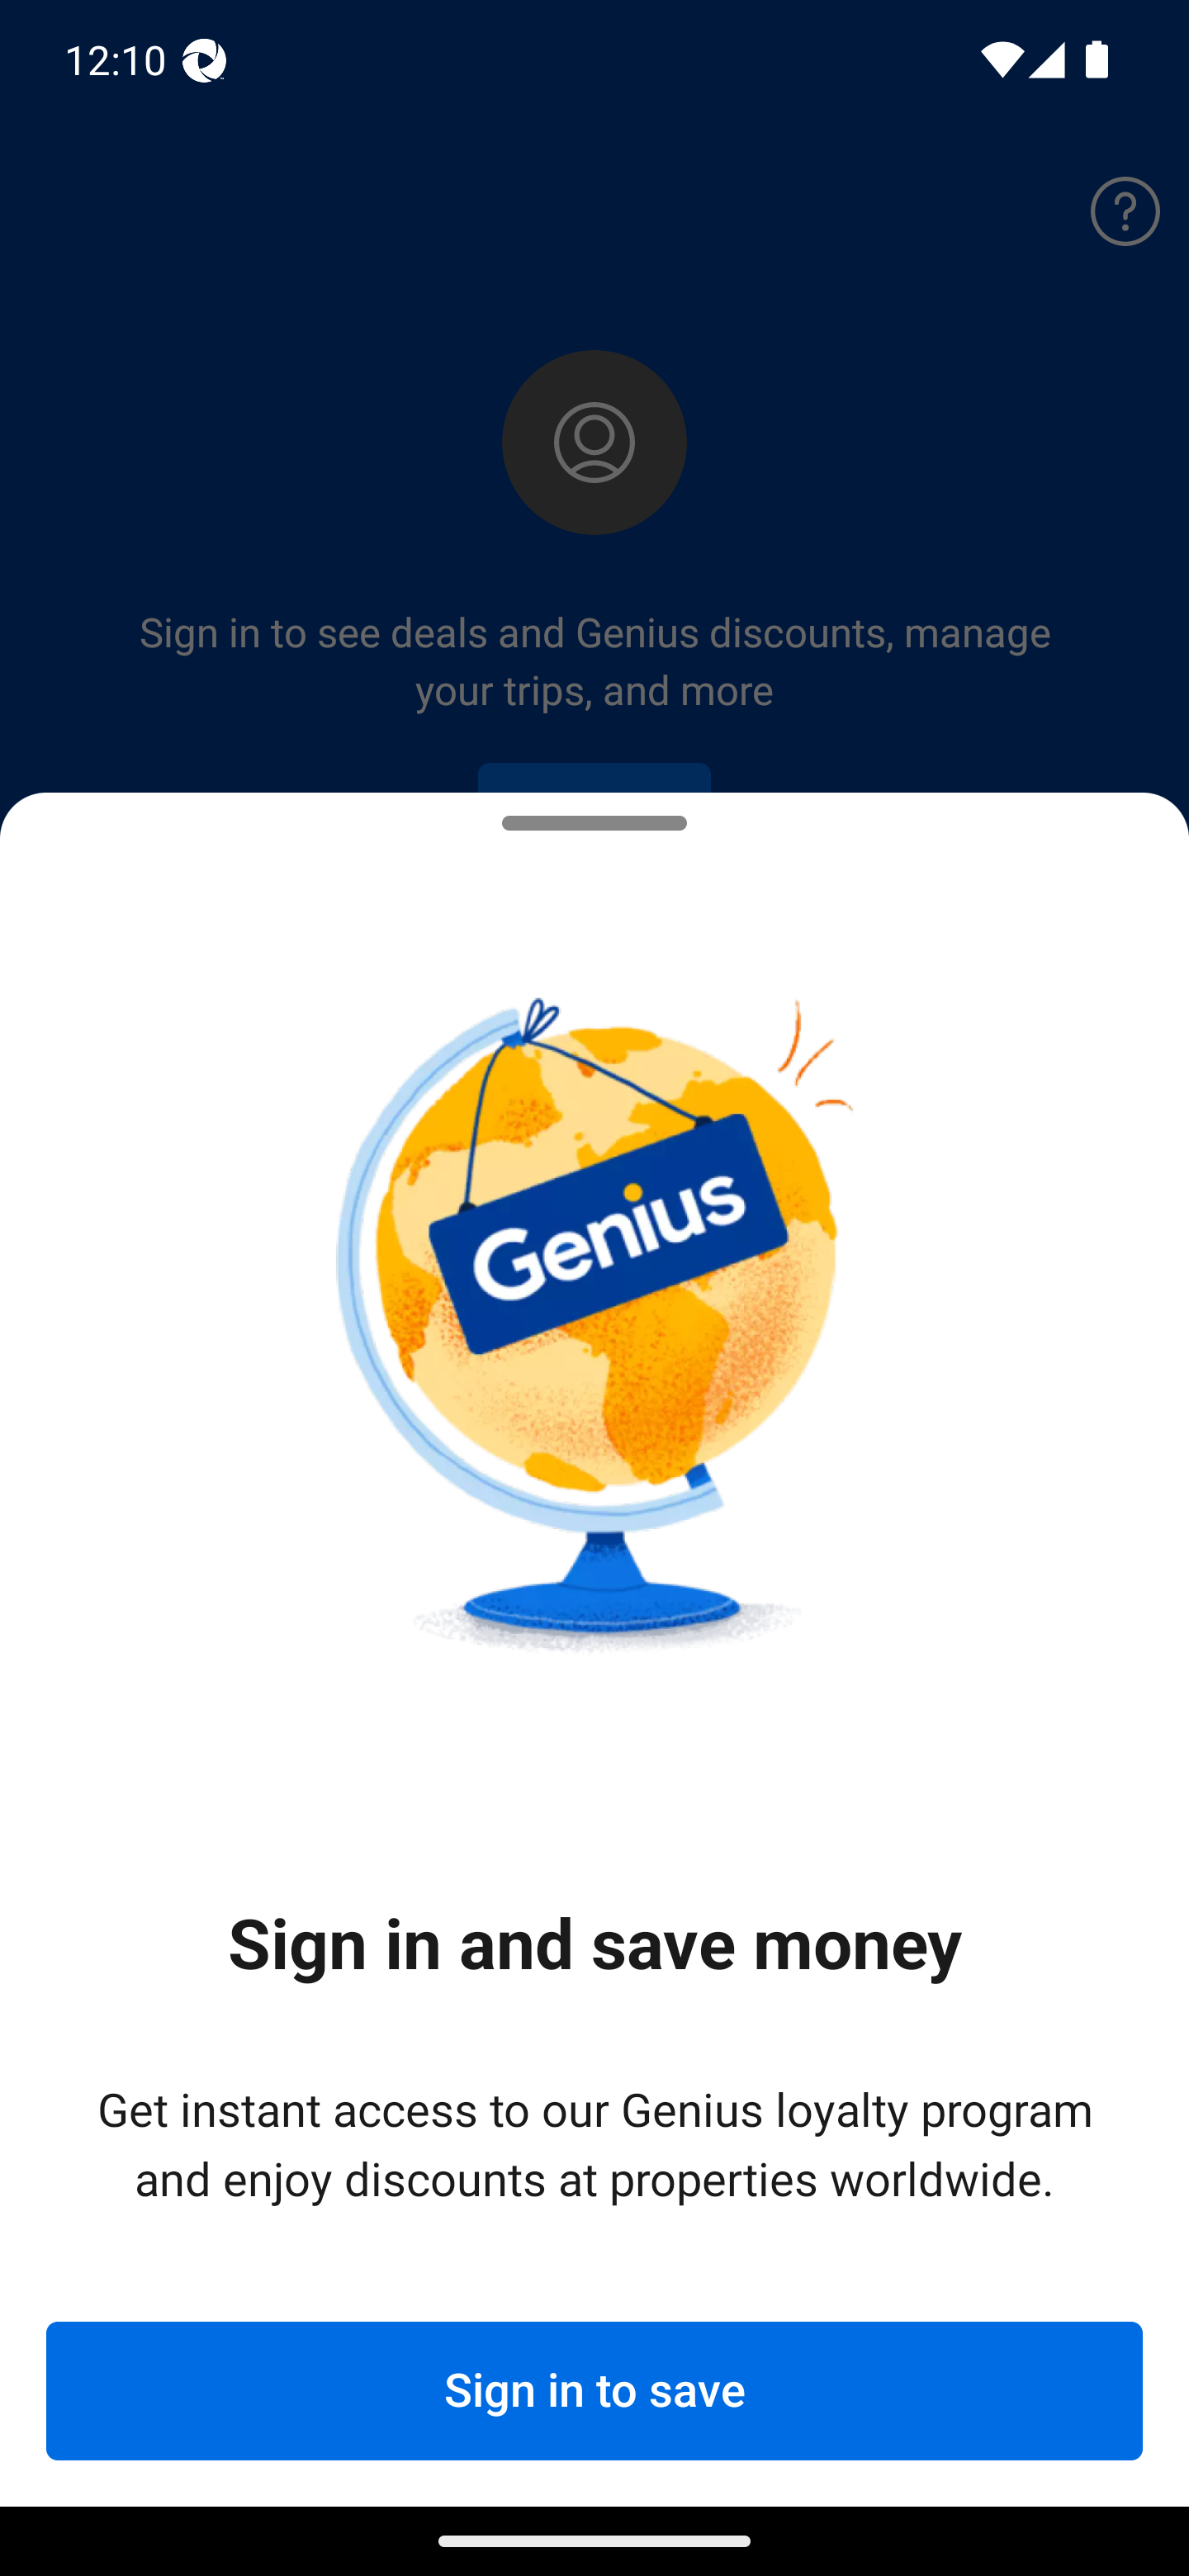 12:10
Sign in to see deals and Genius discounts, manage
your trips, and more
Genius
Sign in and save money
Get instant access to our Genius loyalty program
and enjoy discounts at properties worldwide.
Sign in to save